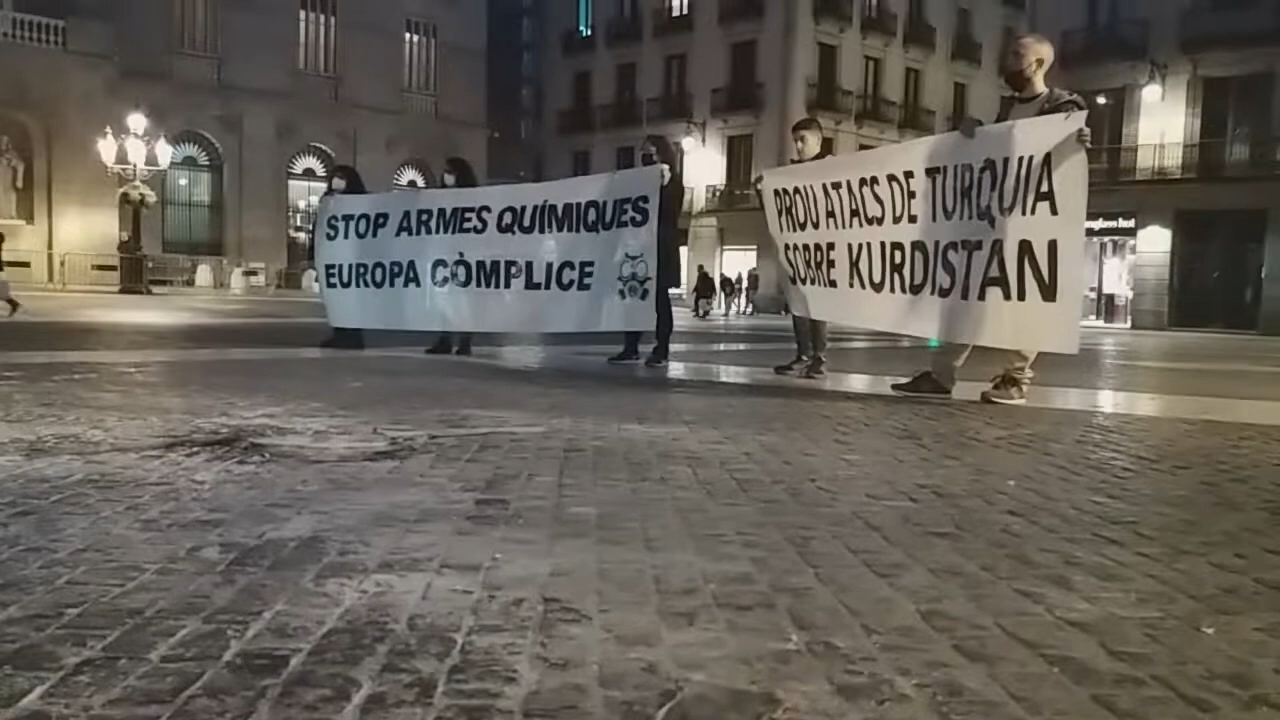 STOP ARMES QUÍMIQUES
EUROPA CÒMPLICE
PROU ATACS DE TURQUIA
SOBRE KURDISTAN